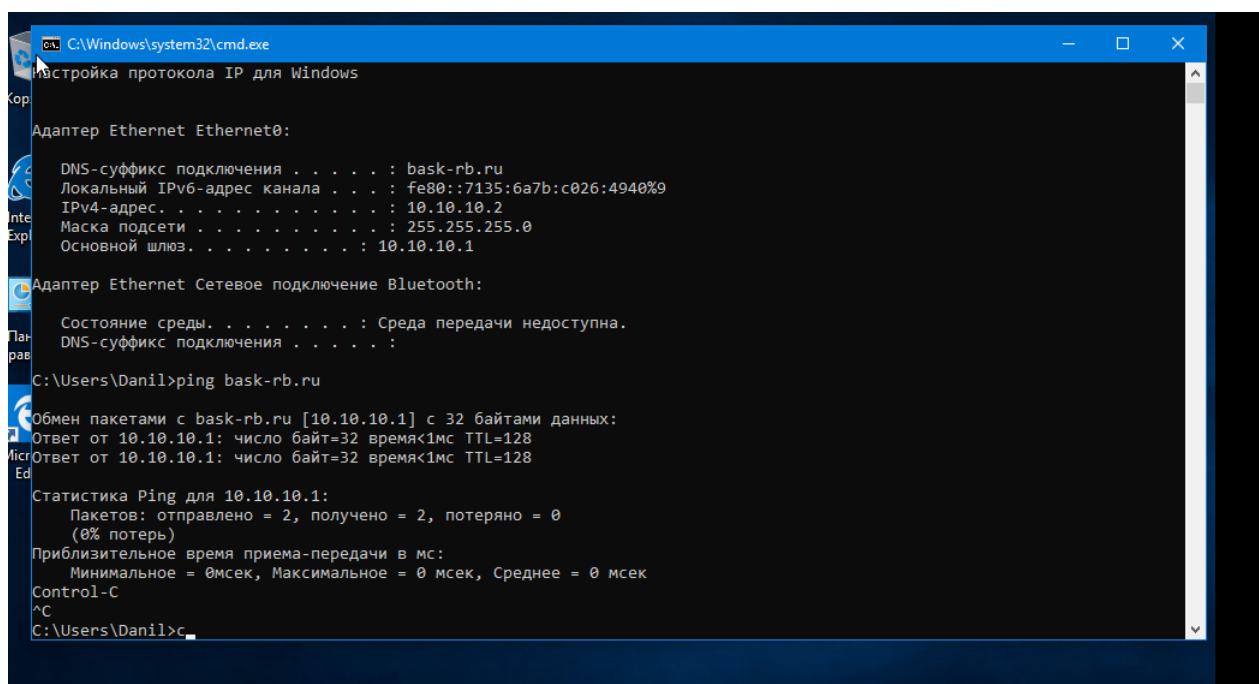 C:\Windows\system32\cmd.exe
Настройка протокола IP для Windows
Адаптер Ethernet Ethernet0:
DNS-суффикс подключения . . . . . : bask-rb.ru
Локальный IPv6-адрес канала . . . : fe80::7135:6a7b:c026:4940%9
IPv4-адрес. . . . . . . . . . . . : 10.10.10.2
Маска подсети . . . . . . . . . . : 255.255.255.0
Основной шлюз. . . . . . . . . : 10.10.10.1
Адаптер Ethernet Сетевое подключение Bluetooth:
Состояние среды. . . . . . . . : Среда передачи недоступна.
DNS-суффикс подключения . . . . . :
C:\Users\Danil>ping bask-rb.ru
Обмен пакетами с bask-rb.ru [10.10.10.1] с 32 байтами данных:
Ответ от 10.10.10.1: число байт=32 время<1мс TTL=128
Ответ от 10.10.10.1: число байт=32 время<1мс TTL=128
Статистика Ping для 10.10.10.1:
Пакетов: отправлено = 2, получено = 2, потеряно = 0
(0% потерь)
Приблизительное время приема-передачи в мс:
Минимальное = 0мсек, Максимальное = 0 мсек, Среднее = 0 мсек
Control-C
^C
C:\Users\Danil>c